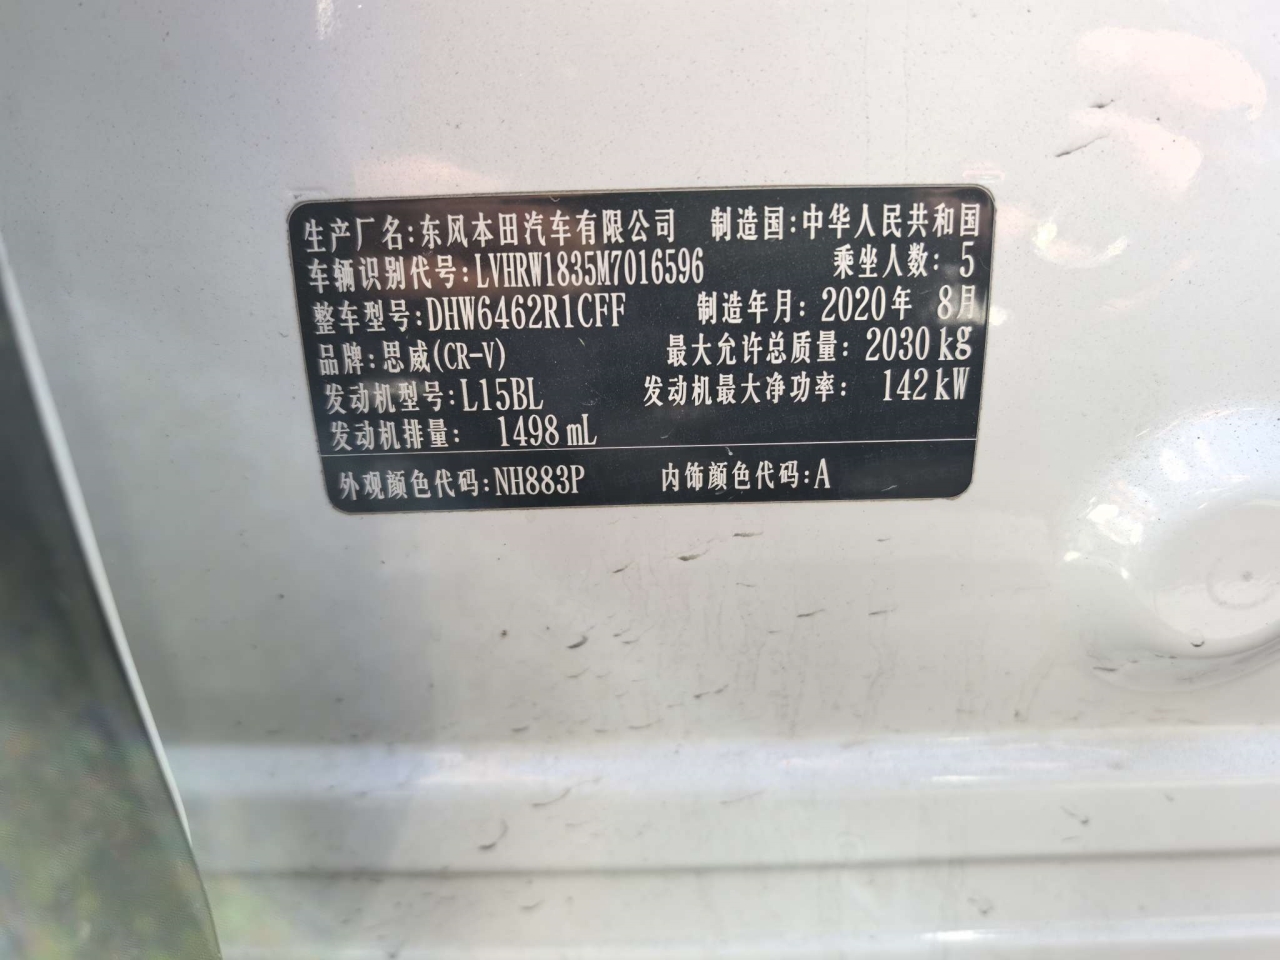 生产厂名:东风本田汽车有限公司 制造国:中华人民共和国
车辆识别代号:LVHRW1835M7016596 乘坐人数:5
整车型号:DHW6462R1CFF 制造年月:2020年 8月
品牌:思威(CR-V) 最大允许总质量:2030kg
发动机型号:L15BL 发动机最大净功率:142kW
发动机排量:1498mL
外观颜色代码:NH883P 内饰颜色代码:A